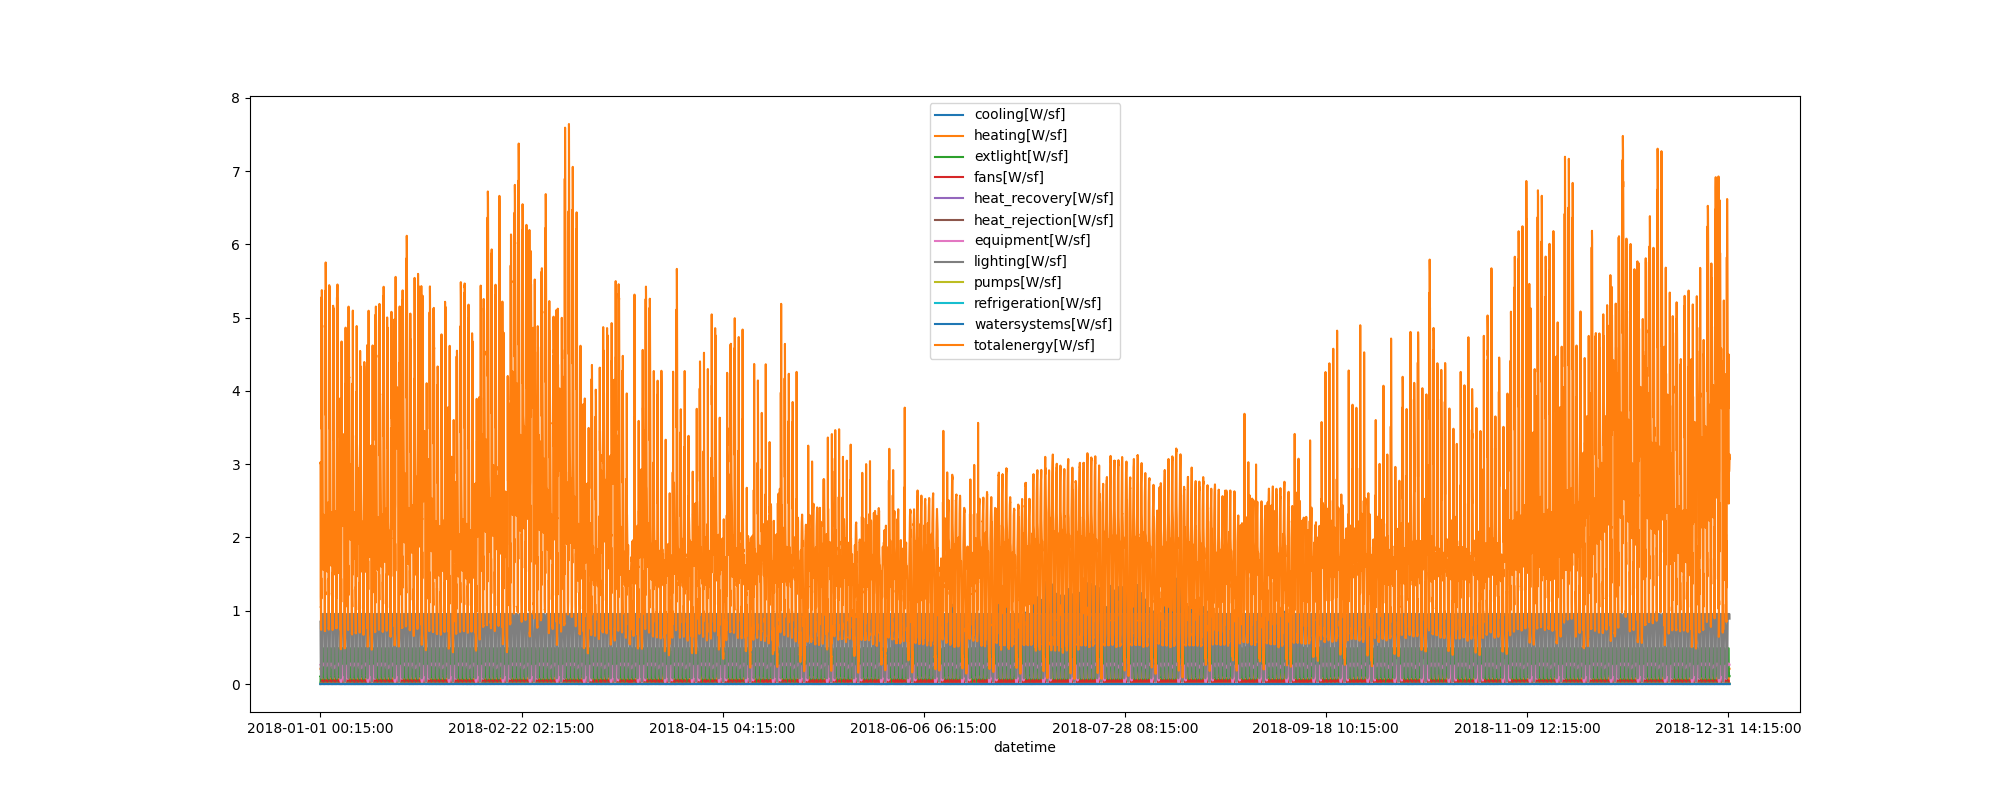 8
7
6
5
4
3
2
1
0
cooling[W/sf]
heating[W/sf]
extlight[W/sf]
fans[W/sf]
heat_recovery[W/sf]
heat_rejection[W/sf]
equipment[W/sf]
lighting[W/sf]
pumps[W/sf]
refrigeration[W/sf]
watersystems[W/sf]
totalenergy[W/sf]
2018-01-01 00:15:00 2018-02-22 02:15:00 2018-04-15 04:15:00 2018-06-06 06:15:00 2018-07-28 08:15:00 2018-09-18 10:15:00 2018-11-09 12:15:00 2018-12-31 14:15:00
datetime